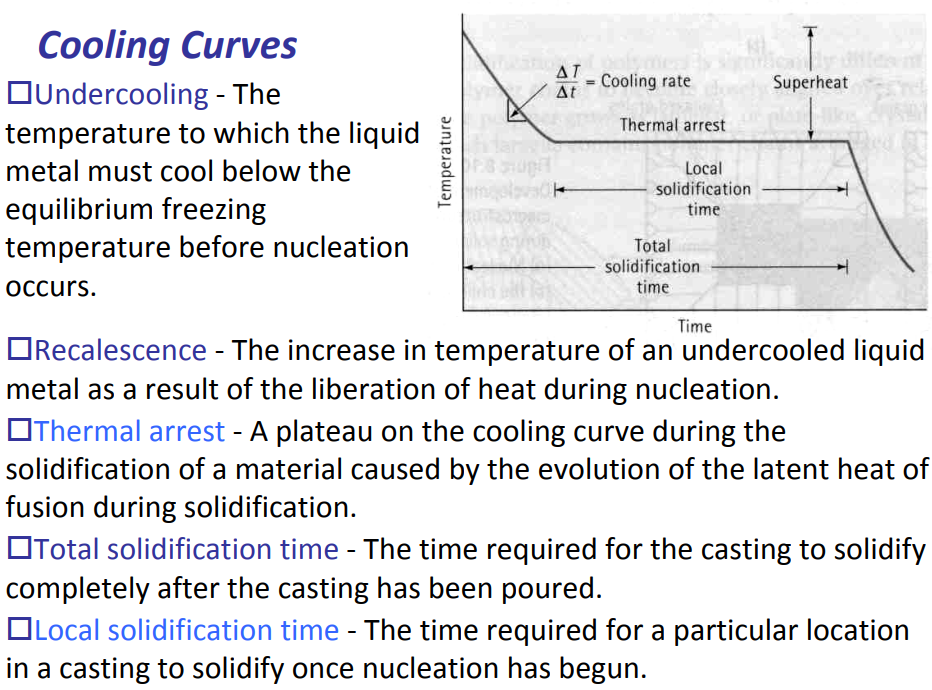 Cooling Curves
□Undercooling - The
temperature to which the liquid
metal must cool below the
equilibrium freezing
temperature before nucleation
occurs.
Temperature
ΔT
Δt
= Cooling rate
Superheat
Thermal arrest
Local
solidification
time
Total
solidification
time
Time
□Recalescence - The increase in temperature of an undercooled liquid
metal as a result of the liberation of heat during nucleation.
□Thermal arrest - A plateau on the cooling curve during the
solidification of a material caused by the evolution of the latent heat of
fusion during solidification.
□Total solidification time - The time required for the casting to solidify
completely after the casting has been poured.
□Local solidification time - The time required for a particular location
in a casting to solidify once nucleation has begun.